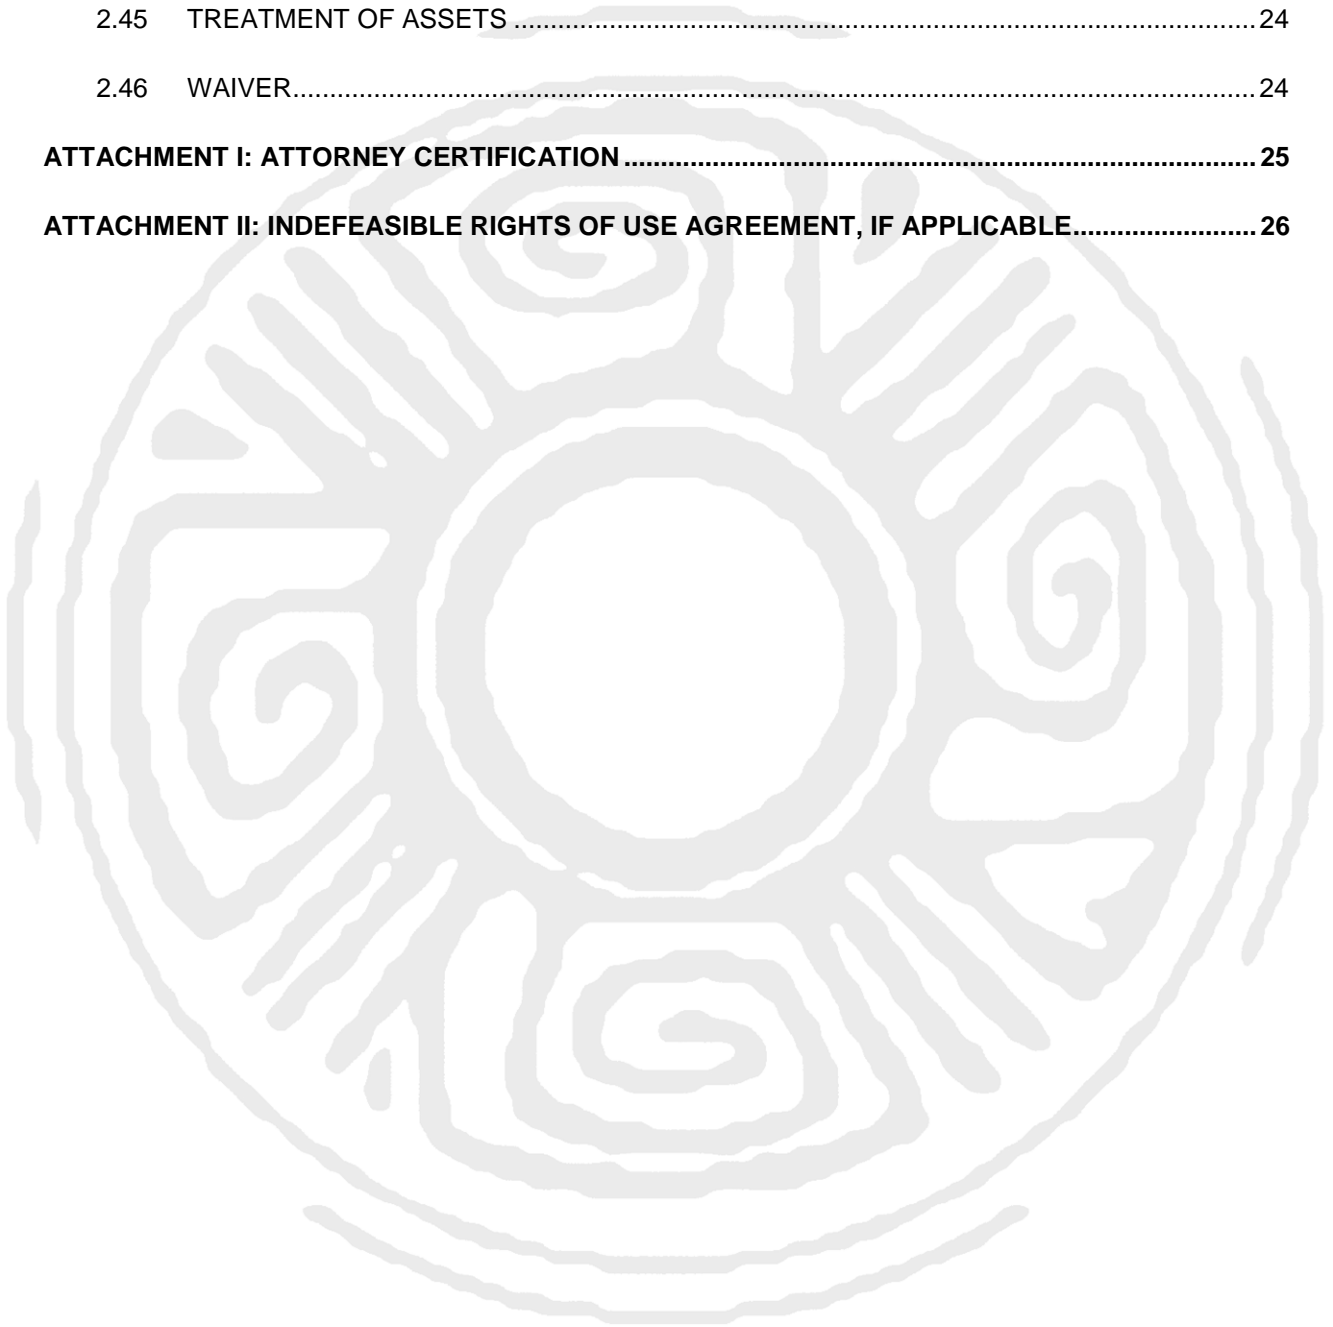 2.45 TREATMENT OF ASSETS ........................................................................................................ 24
2.46 WAIVER.................................................................................................................................... 24
ATTACHMENT I: ATTORNEY CERTIFICATION ....................................................................................... 25
ATTACHMENT II: INDEFEASIBLE RIGHTS OF USE AGREEMENT, IF APPLICABLE......................... 26